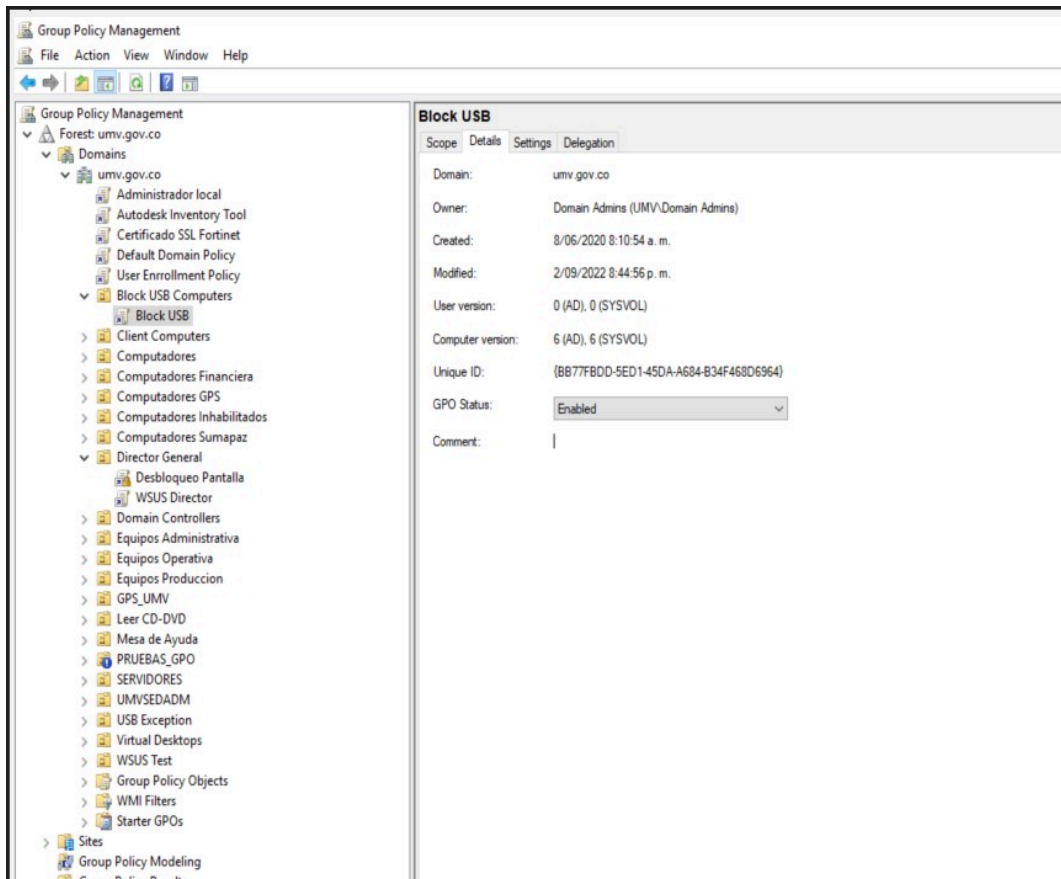 Group Policy Management
File Action View Window Help
Group Policy Management
Forest: umv.gov.co
Domains
umv.gov.co
Administrador local
Autodesk Inventory Tool
Certificado SSL Fortinet
Default Domain Policy
User Enrrollment Policy
Block USB Computers
Block USB
Client Computers
Computadores
Computadores Financiera
Computadores GPS
Computadores Inhabilitados
Computadores Sumapaz
Director General
Desbloqueo Pantalla
WSUS Director
Domain Controllers
Equipos Administrativa
Equipos Operativa
Equipos Produccion
GPS_UMV
Leer CD-DVD
Mesa de Ayuda
PRUEBAS_GPO
SERVIDORES
UMVSEDADM
USB Exception
Virtual Desktops
WSUS Test
Group Policy Objects
WMI Filters
Starter GPOs
Sites
Group Policy Modeling
Block USB
Scope Details Settings Delegation
Domain: umv.gov.co
Owner: Domain Admins (UMV\Domain Admins)
Created: 8/06/2020 8:10:54 a. m.
Modified: 2/09/2022 8:44:56 p. m.
User version: 0 (AD), 0 (SYSVOL)
Computer version: 6 (AD), 6 (SYSVOL)
Unique ID: {BB77FBDD-5ED1-45DA-A684-B34F468D6964}
GPO Status: Enabled
Comment: